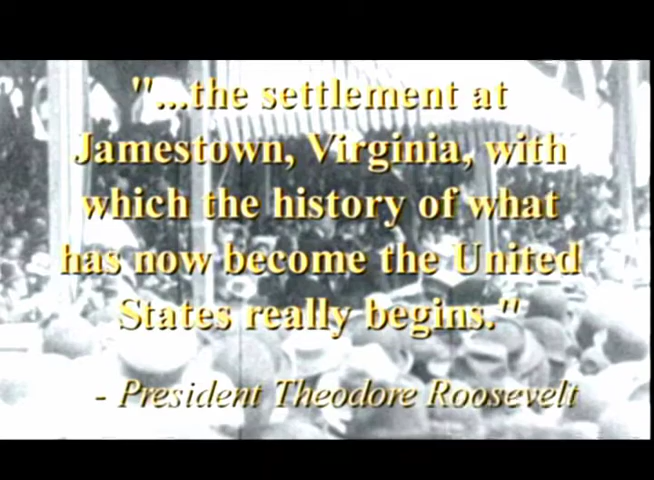 "...the settlement at
Jamestown, Virginia, with
which the history of what
has now become the United
States really begins."
- President Theodore Roosevelt